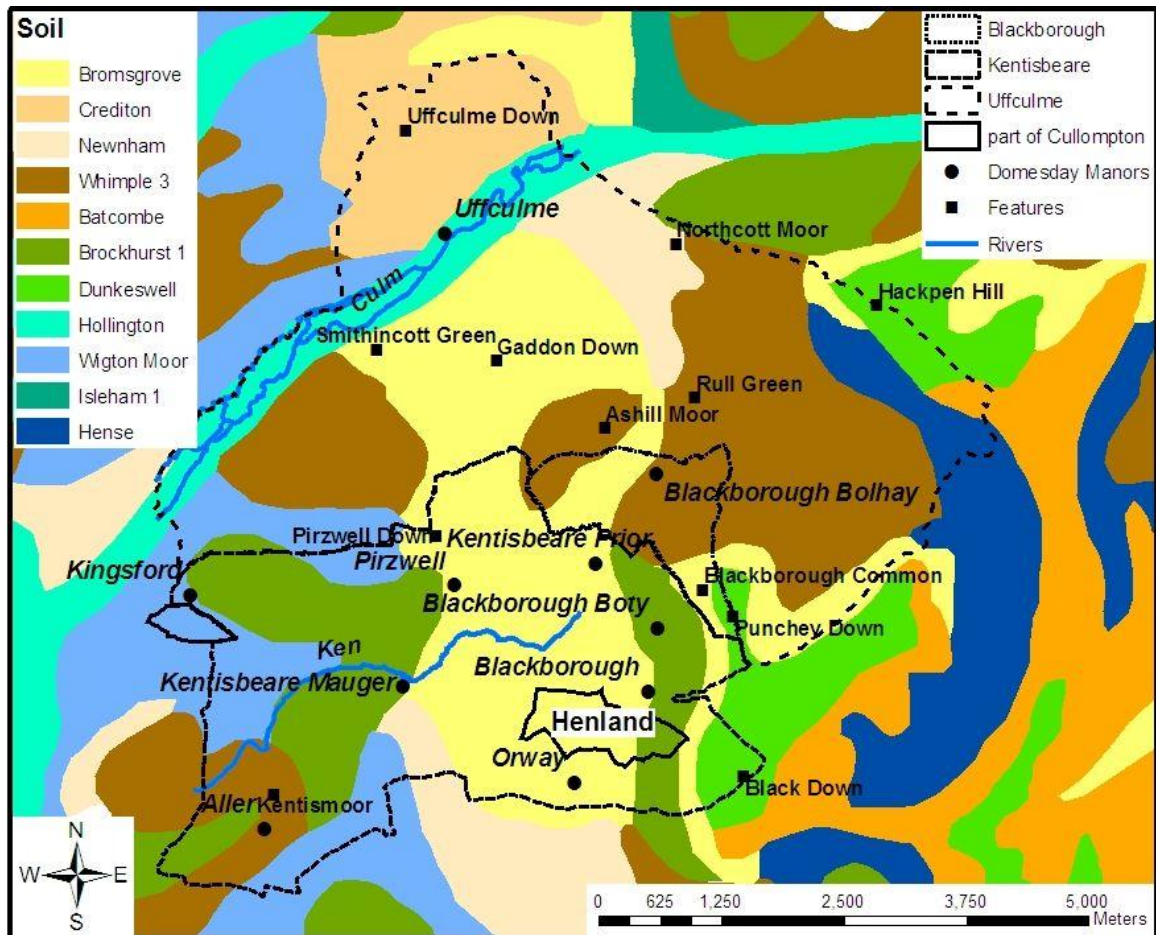 Soil
Bromsgrove
Crediton
Newnham
Whimple 3
Batcombe
Brockhurst 1
Dunkeswell
Hollington
Wigton Moor
Isleham 1
Hense
Blackborough
Kentisbeare
Uffculme
part of Cullompton
Domesday Manors
Features
Rivers
Uffculme Down
Uffculme
Northcott Moor
Culm
Hackpen Hill
Smithincott Green
Gaddon Down
Rull Green
Ashill Moor
Blackborough Bolhay
Pirzwell Down
Kentisbeare Prior
Pirzwell
Kingsford
Blackborough Common
Blackborough Boty
Punchey Down
Ken
Blackborough
Kentisbeare Mauger
Henland
Orway
Black Down
Aller
Kentismoor
N
W
E
S
0 625 1,250 2,500 3,750 5,000
Meters